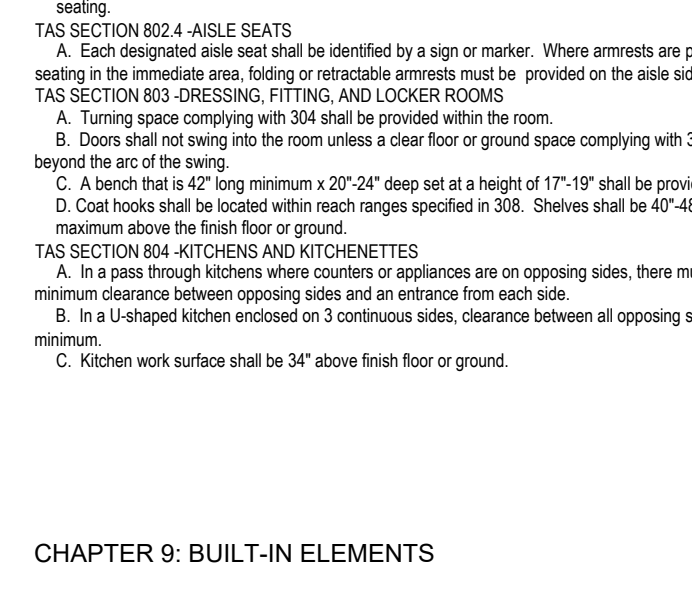 seating.
TAS SECTION 802.4 -AISLE SEATS
A. Each designated aisle seat shall be identified by a sign or marker. Where armrests are
seating in the immediate area, folding or retractable armrests must be provided on the aisle
TAS SECTION 803 -DRESSING, FITTING, AND LOCKER ROOMS
A. Turning space complying with 304 shall be provided within the room.
B. Doors shall not swing into the room unless a clear floor or ground space complying with
beyond the arc of the swing.
C. A bench that is 42" long minimum x 20"-24" deep set at a height of 17"-19" shall be
D. Coat hooks shall be located within reach ranges specified in 308. Shelves shall be 40"-48
maximum above the finish floor or ground.
TAS SECTION 804 -KITCHENS AND KITCHENETTES
A. In a pass through kitchens where counters or appliances are on opposing sides, there
minimum clearance between opposing sides and an entrance from each side.
B. In a U-shaped kitchen enclosed on 3 continuous sides, clearance between all opposing
minimum.
C. Kitchen work surface shall be 34" above finish floor or ground.
CHAPTER 9: BUILT-IN ELEMENTS